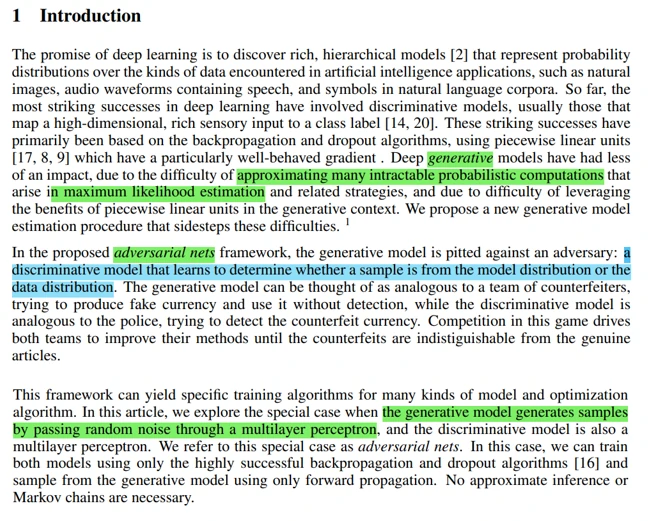 1 Introduction
The promise of deep learning is to discover rich, hierarchical models [2] that represent probability
distributions over the kinds of data encountered in artificial intelligence applications, such as natural
images, audio waveforms containing speech, and symbols in natural language corpora. So far, the
most striking successes in deep learning have involved discriminative models, usually those that
map a high-dimensional, rich sensory input to a class label [14, 20]. These striking successes have
primarily been based on the backpropagation and dropout algorithms, using piecewise linear units
[17, 8, 9] which have a particularly well-behaved gradient . Deep generative models have had less
of an impact, due to the difficulty of approximating many intractable probabilistic computations that
arise in maximum likelihood estimation and related strategies, and due to difficulty of leveraging
the benefits of piecewise linear units in the generative context. We propose a new generative model
estimation procedure that sidesteps these difficulties. 1
In the proposed adversarial nets framework, the generative model is pitted against an adversary: a
discriminative model that learns to determine whether a sample is from the model distribution or the
data distribution. The generative model can be thought of as analogous to a team of counterfeiters,
trying to produce fake currency and use it without detection, while the discriminative model is
analogous to the police, trying to detect the counterfeit currency. Competition in this game drives
both teams to improve their methods until the counterfeits are indistiguishable from the genuine
articles.
This framework can yield specific training algorithms for many kinds of model and optimization
algorithm. In this article, we explore the special case when the generative model generates samples
by passing random noise through a multilayer perceptron, and the discriminative model is also a
multilayer perceptron. We refer to this special case as adversarial nets. In this case, we can train
both models using only the highly successful backpropagation and dropout algorithms [16] and
sample from the generative model using only forward propagation. No approximate inference or
Markov chains are necessary.